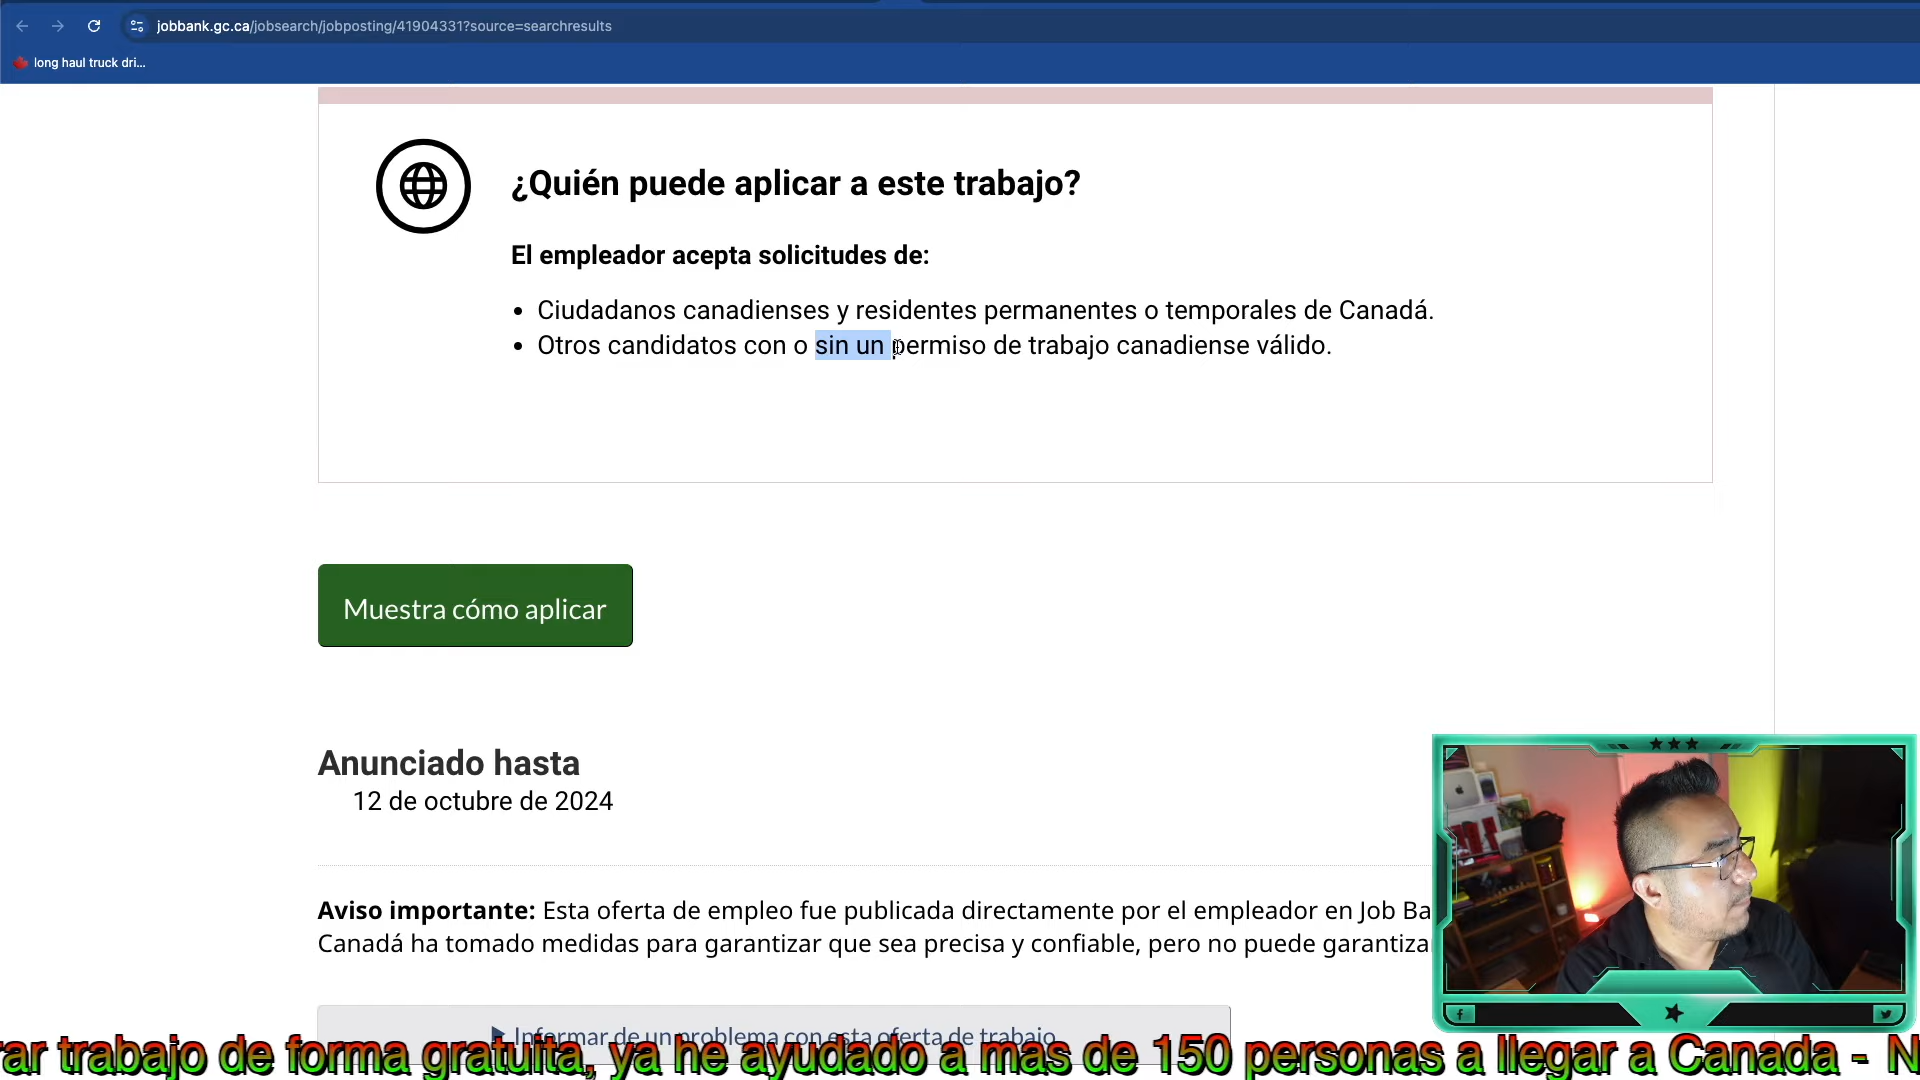 jobbank.gc.ca/jobsearch/jobposting/41904331?source=searchresults
long haul truck dri...
¿Quién puede aplicar a este trabajo?
El empleador acepta solicitudes de:
• Ciudadanos canadienses y residentes permanentes o temporales de Canadá.
• Otros candidatos con o sin un permiso de trabajo canadiense válido.
Muestra cómo aplicar
Anunciado hasta
12 de octubre de 2024
Aviso importante: Esta oferta de empleo fue publicada directamente por el empleador en Job Ba
Canadá ha tomado medidas para garantizar que sea precisa y confiable, pero no puede garantiza
Informar de un problema con esta oferta de trabajo
rar trabajo de forma gratuita, ya he ayudado a mas de 150 personas a llegar a Canada - N